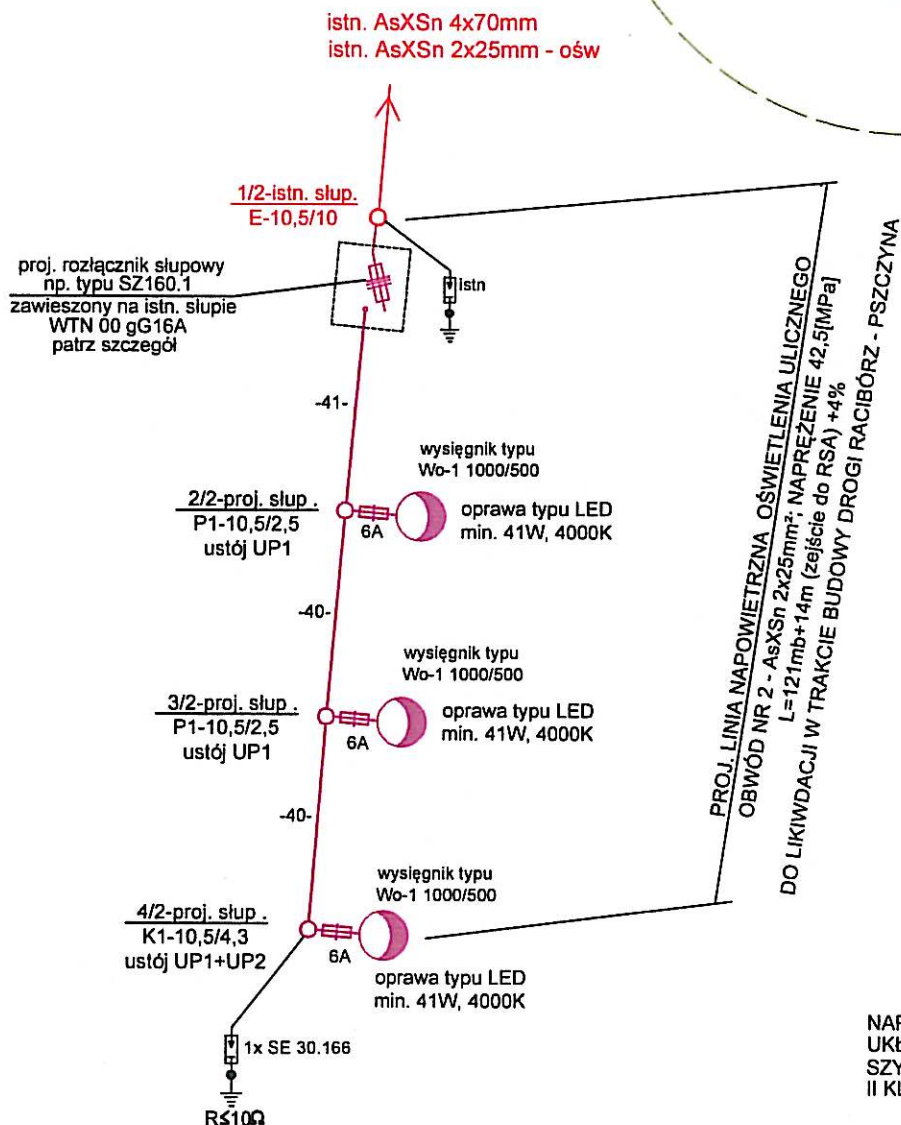 istn. AsXSn 4x70mm
istn. AsXSn 2x25mm - ośw
1/2-istn. słup.
E-10,5/10
proj. rozłącznik słupowy
np. typu SZ160.1
zawieszony na istn. słupie
WTN 00 gG16A
patrz szczegół
istn
-41-
wysięgnik typu
Wo-1 1000/500
2/2-proj. słup .
P1-10,5/2,5
ustój UP1
6A
oprawa typu LED
min. 41W, 4000K
-40-
wysięgnik typu
Wo-1 1000/500
3/2-proj. słup .
P1-10,5/2,5
ustój UP1
6A
oprawa typu LED
min. 41W, 4000K
-40-
wysięgnik typu
Wo-1 1000/500
4/2-proj. słup .
K1-10,5/4,3
ustój UP1+UP2
6A
oprawa typu LED
min. 41W, 4000K
1x SE 30.166
R≤10Ω
PROJ. LINIA NAPOWIETRZNA OŚWIETLENIA ULICZNEGO
OBWÓD NR 2 - AsXSn 2x25mm²; NAPRĘŻENIE 42,5[MPa]
L=121mb+14m (zejście do RSA) +4%
DO LIKWIDACJI W TRAKCIE BUDOWY DROGI RACIBÓRZ - PSZCZYNA
SZY
II